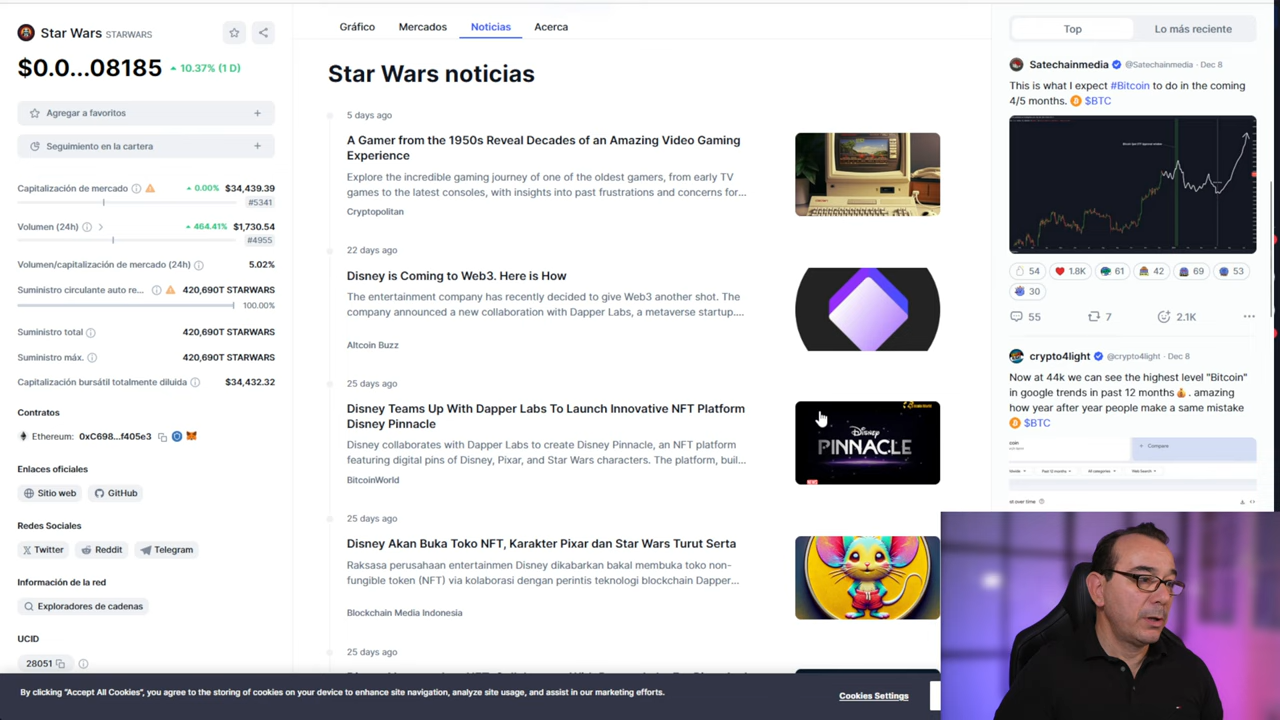 Star Wars STARWARS
$0.0...08185 10.37% (1 D)
Agregar a favoritos +
Seguimiento en la cartera +
Capitalización de mercado 0.00% $34,439.39
#5341
Volumen (24h) 464.41% $1,730.54
#4955
Volumen/capitalización de mercado (24h) 5.02%
Suministro circulante auto re... 420,690T STARWARS
100.00%
Suministro total 420,690T STARWARS
Suministro máx. 420,690T STARWARS
Capitalización bursátil totalmente diluida $34,432.32
Contratos
Ethereum: 0xC698...f405e3
Enlaces oficiales
Sitio web GitHub
Redes Sociales
Twitter Reddit Telegram
Información de la red
Exploradores de cadenas
UCID
28051
Gráfico Mercados Noticias Acerca
Star Wars noticias
5 days ago
A Gamer from the 1950s Reveal Decades of an Amazing Video Gaming
Experience
Explore the incredible gaming journey of one of the oldest gamers, from early TV
games to the latest consoles, with insights into past frustrations and concerns for...
Cryptopolitan
22 days ago
Disney is Coming to Web3. Here is How
The entertainment company has recently decided to give Web3 another shot. The
company announced a new collaboration with Dapper Labs, a metaverse startup....
Altcoin Buzz
25 days ago
Disney Teams Up With Dapper Labs To Launch Innovative NFT Platform
Disney Pinnacle
Disney collaborates with Dapper Labs to create Disney Pinnacle, an NFT platform
featuring digital pins of Disney, Pixar, and Star Wars characters. The platform, buil...
BitcoinWorld
Disney
PINNACLE
25 days ago
Disney Akan Buka Toko NFT, Karakter Pixar dan Star Wars Turut Serta
Raksasa perusahaan entertainmen Disney dikabarkan bakal membuka toko non-
fungible token (NFT) via kolaborasi dengan perintis teknologi blockchain Dapper...
Blockchain Media Indonesia
25 days ago
Top Lo más reciente
Satechainmedia @Satechainmedia · Dec 8
This is what I expect #Bitcoin to do in the coming
4/5 months. $BTC
54 1.8K 61 42 69 53
30
55 7 2.1K
crypto4light @crypto4light · Dec 8
Now at 44k we can see the highest level "Bitcoin"
in google trends in past 12 months . amazing
how year after year people make a same mistake
$BTC
Compare
Past 12 months All categories Web Search
By clicking “Accept All Cookies”, you agree to the storing of cookies on your device to enhance site navigation, analyze site usage, and assist in our marketing efforts.
Cookies Settings